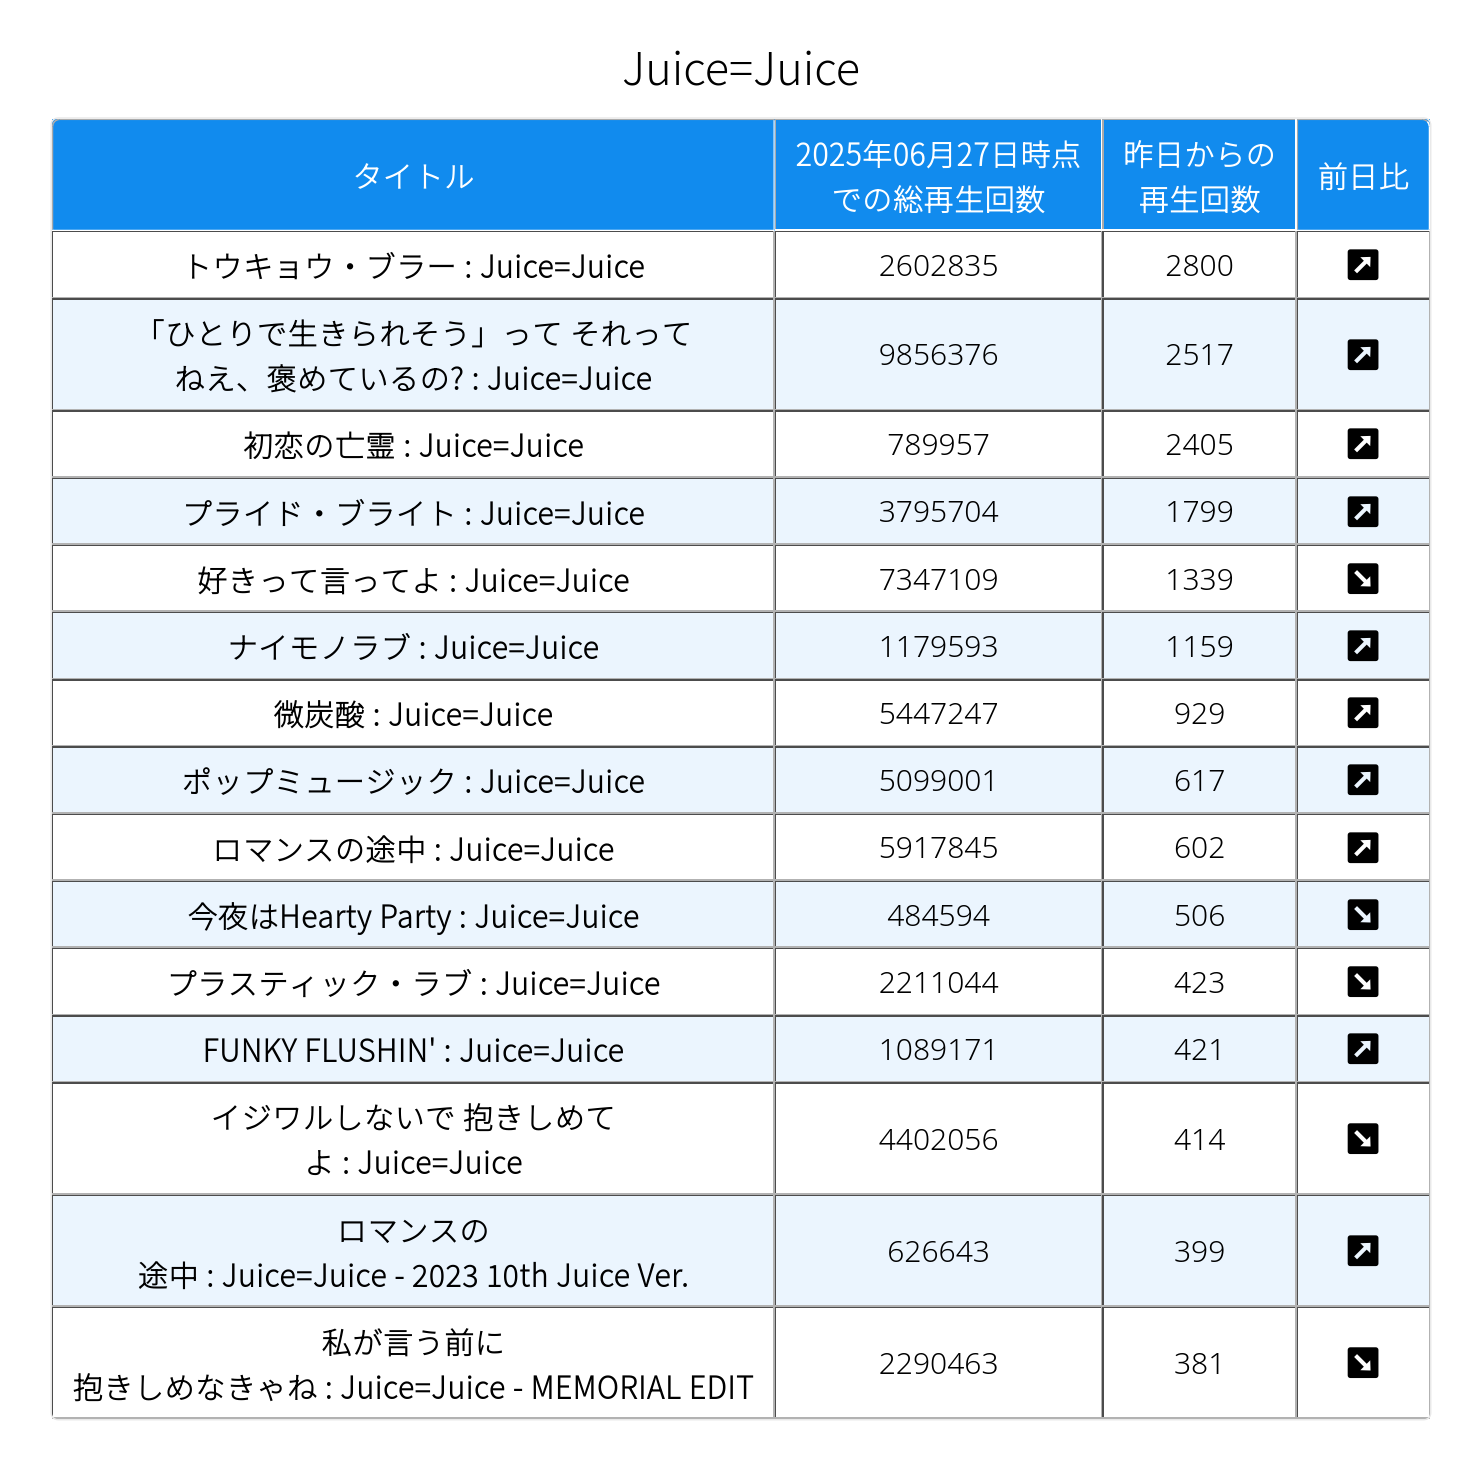 Juice=Juice
タイトル
2025年06月27日時点
での総再生回数
昨日からの
再生回数
前日比
トウキョウ・ブラー : Juice=Juice
2602835
2800
「ひとりで生きられそう」って それって
ねえ、褒めているの? : Juice=Juice
9856376
2517
初恋の亡霊 : Juice=Juice
789957
2405
プライド・ブライト : Juice=Juice
3795704
1799
好きって言ってよ : Juice=Juice
7347109
1339
ナイモノラブ : Juice=Juice
1179593
1159
微炭酸 : Juice=Juice
5447247
929
ポップミュージック : Juice=Juice
5099001
617
ロマンスの途中 : Juice=Juice
5917845
602
今夜はHearty Party : Juice=Juice
484594
506
プラスティック・ラブ : Juice=Juice
2211044
423
FUNKY FLUSHIN' : Juice=Juice
1089171
421
イジワルしないで 抱きしめて
よ : Juice=Juice
4402056
414
ロマンスの
途中 : Juice=Juice - 2023 10th Juice Ver.
626643
399
私が言う前に
抱きしめなきゃね : Juice=Juice - MEMORIAL EDIT
2290463
381